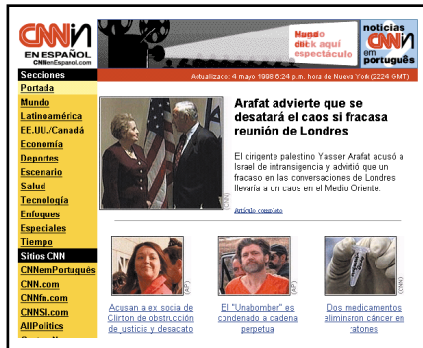 CNN
EN ESPAÑOL
CNNenEspanol.com
click aquí
espectáculo
noticias
CNN
em
português
Secciones
Actualizaco: 4 mayo 1998 6:24 p.m. hora de Nueva York (2224 GMT)
Portada
Mundo
Latinoamérica
EE.UU./Canadá
Economía
Deportes
Escenario
Salud
Tecnología
Enfoques
Especiales
Tiempo
Sitios CNN
CNNemPortuguês
CNN.com
CNNfn.com
CNNSI.com
AllPolitics
Arafat advierte que se
desatará el caos si fracasa
reunión de Londres
El dirigente palestino Yasser Arafat acusó a
Israel de intransigencia y advirtió que un
fracaso en las conversaciones de Londres
llevaría a un caos en el Medio Oriente.
Artículo completo
(CNN)
(AP)
(AP)
(CNN)
Acusan a ex socia de
Clinton de obstrucción
de justicia y desacato
El "Unabomber" es
condenado a cadena
perpetua
Dos medicamentos
eliminaron cáncer en
ratones